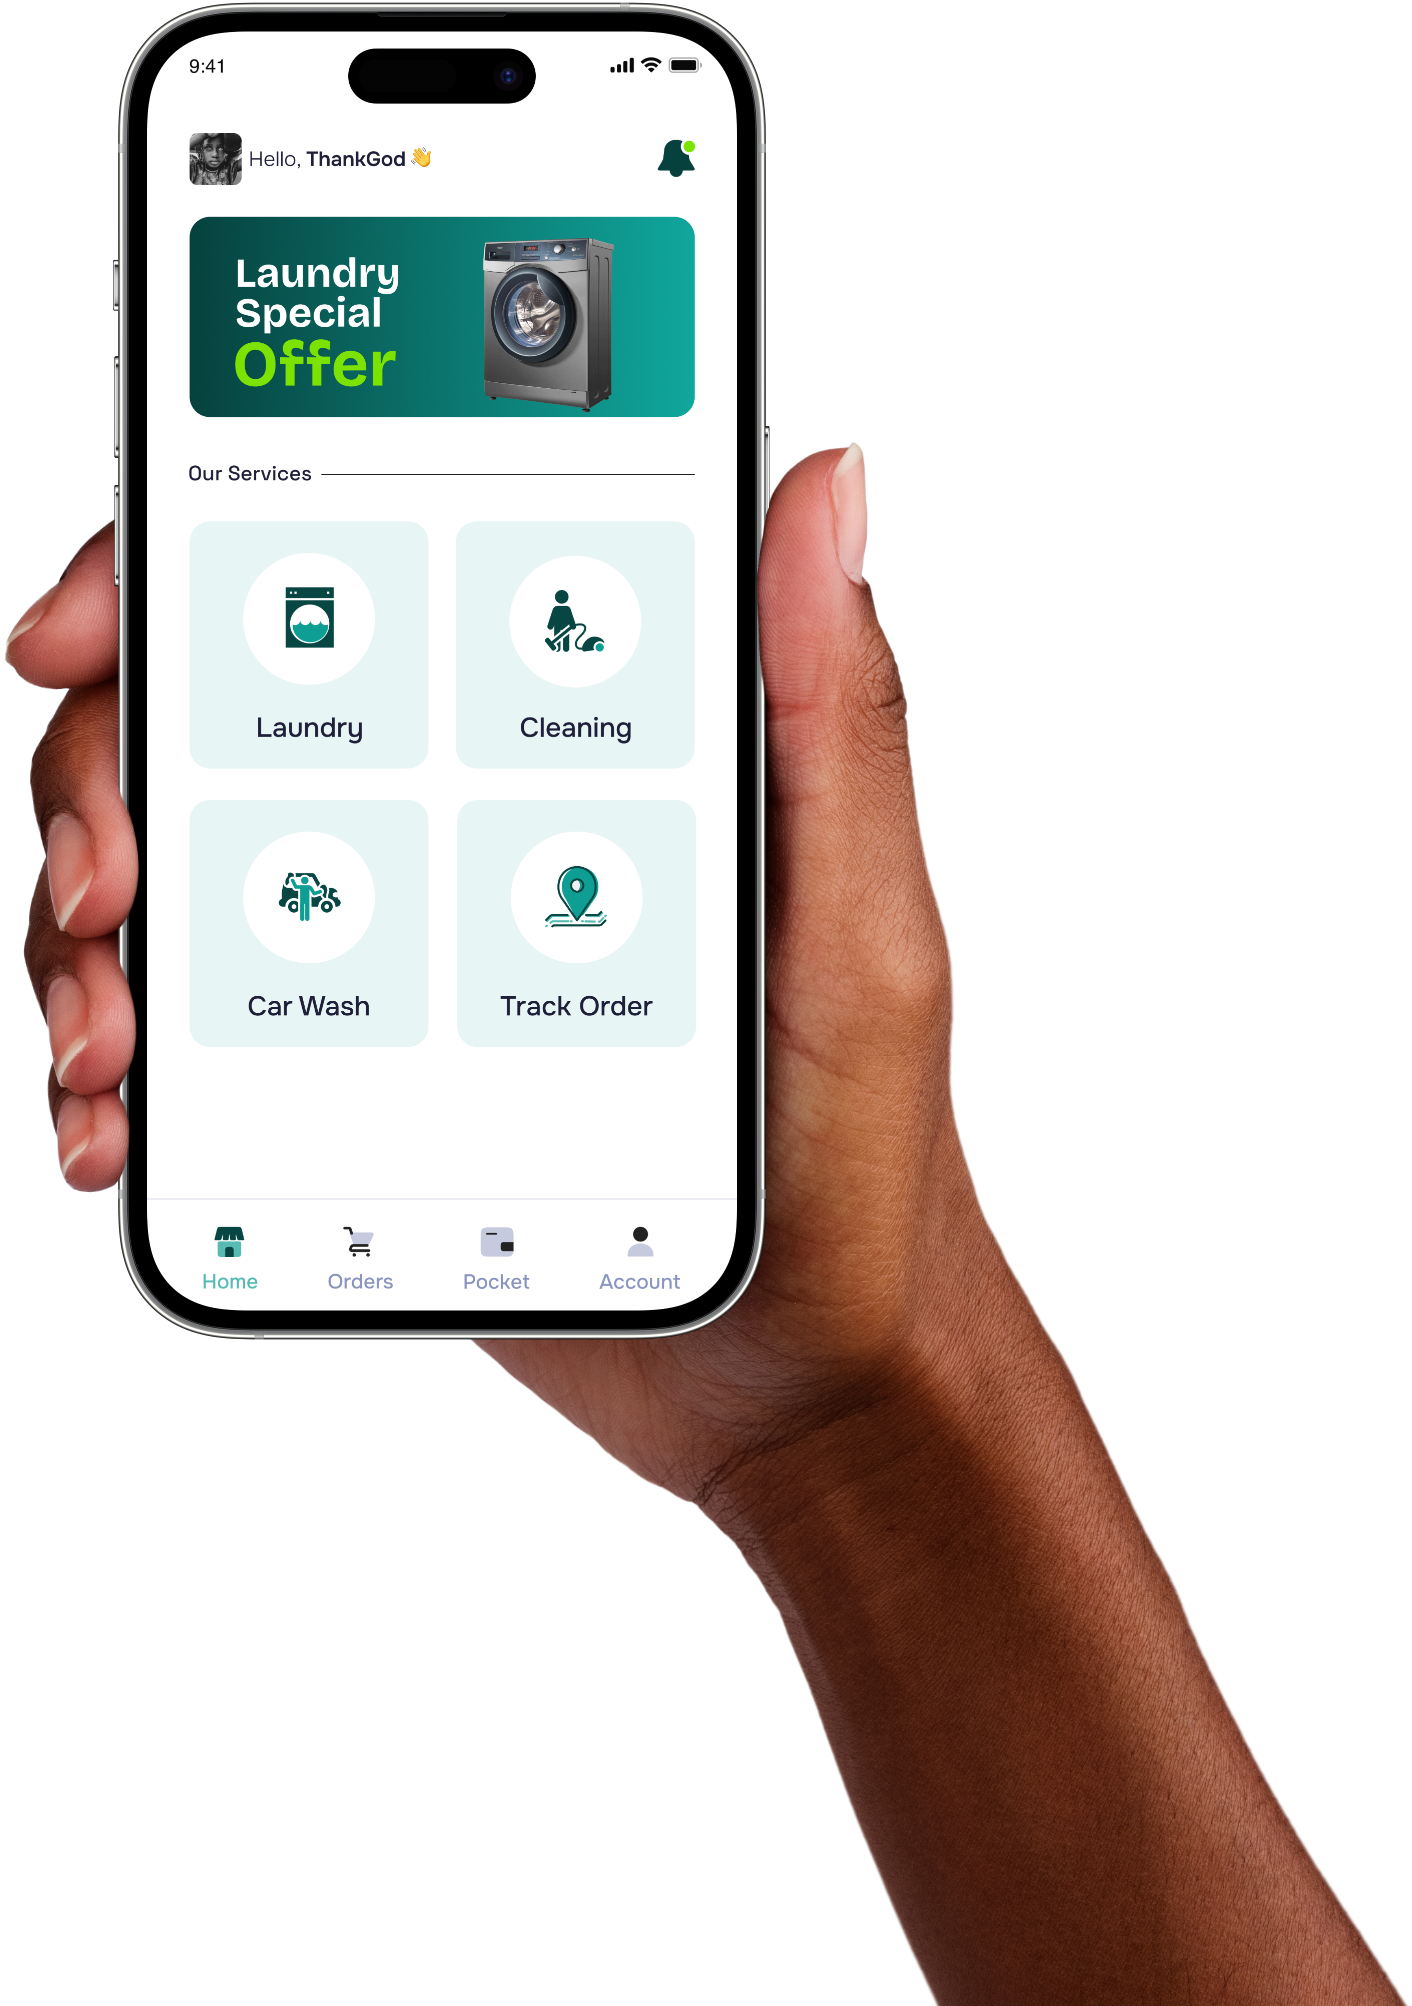 9:41
Hello, ThankGod 👋
Laundry
Special
Offer
Our Services
Laundry
Cleaning
Car Wash
Track Order
Home
Orders
Pocket
Account